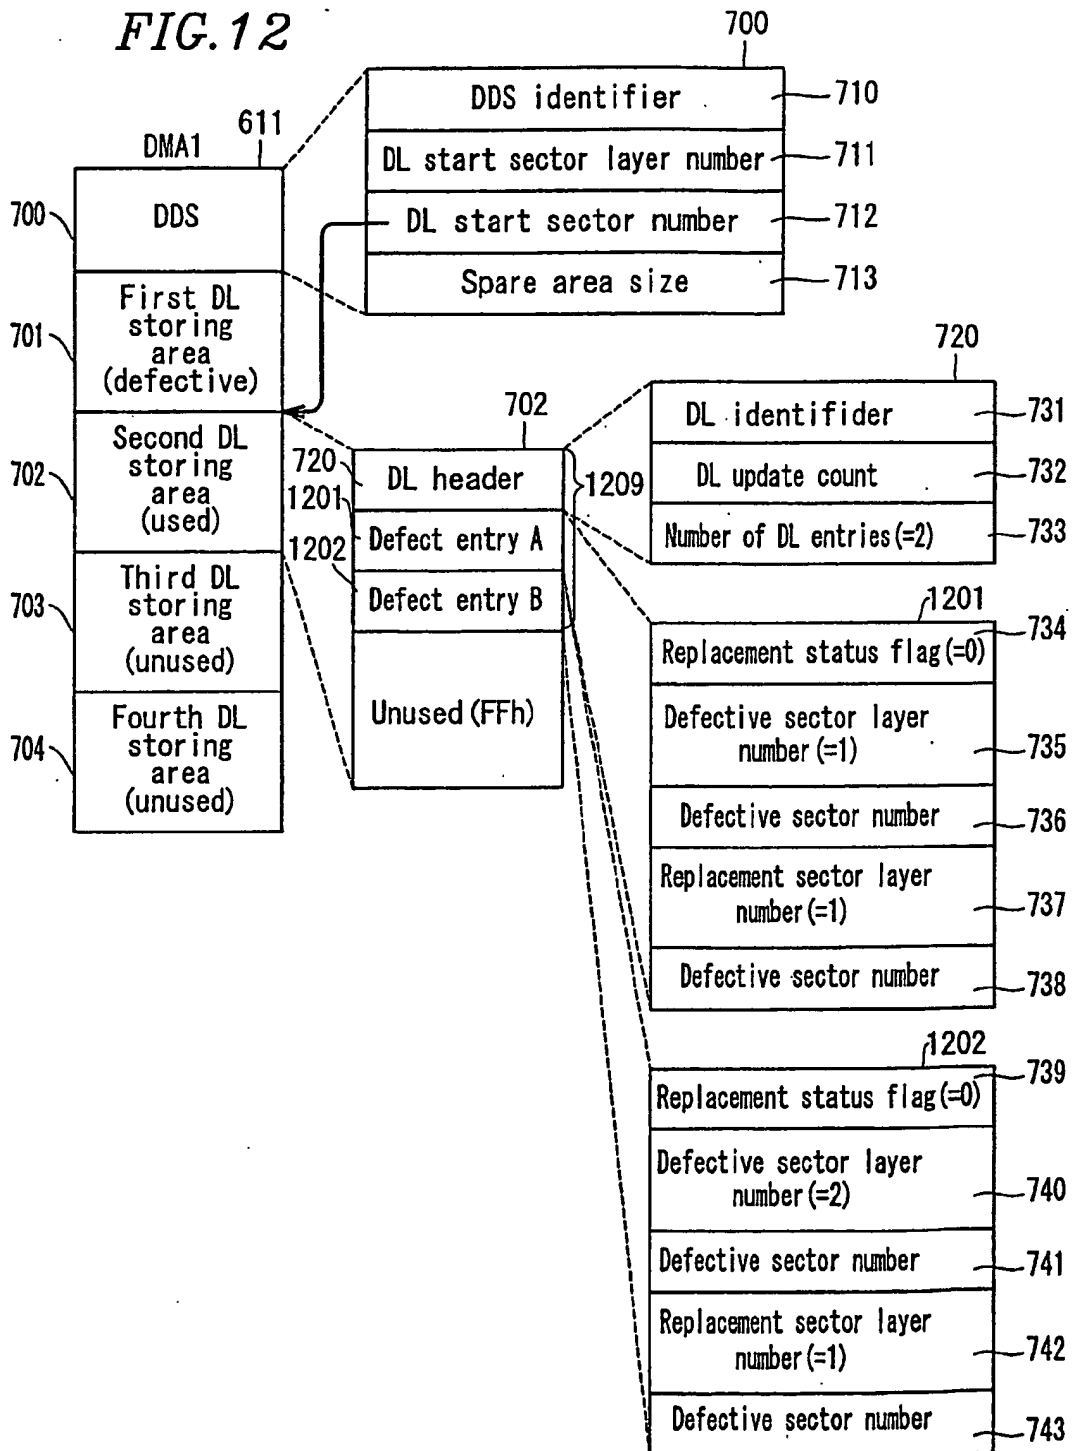 FIG.12
700
DDS identifier
710
DL start sector layer number
711
DL start sector number
712
Spare area size
713
DMA1
611
700
DDS
701
First DL
storing
area
(defective)
702
Second DL
storing
area
(used)
703
Third DL
storing
area
(unused)
704
Fourth DL
storing
area
(unused)
702
720
DL header
1209
1201
Defect entry A
1202
Defect entry B
Unused(FFh)
720
DL identifider
731
DL update count
732
Number of DL entries(=2)
733
1201
Replacement status flag(=0)
734
Defective sector layer
number(=1)
735
Defective sector number
736
Replacement sector layer
number(=1)
737
Defective sector number
738
1202
Replacement status flag(=0)
739
Defective sector layer
number(=2)
740
Defective sector number
741
Replacement sector layer
number(=1)
742
Defective sector number
743